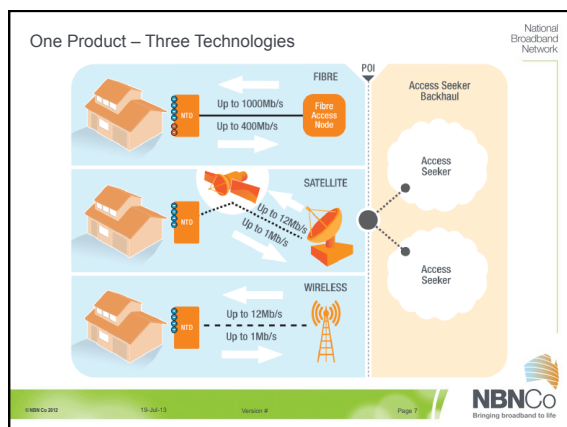 One Product – Three Technologies
National
Broadband
Network
FIBRE
NTD
Up to 1000Mb/s
Up to 400Mb/s
Fibre
Access
Node
SATELLITE
NTD
Up to 12Mb/s
Up to 1Mb/s
WIRELESS
NTD
Up to 12Mb/s
Up to 1Mb/s
POI
Access Seeker
Backhaul
Access
Seeker
Access
Seeker
© NBN Co 2012
19-Jul-13
Version #
Page 7
NBNCo
Bringing broadband to life